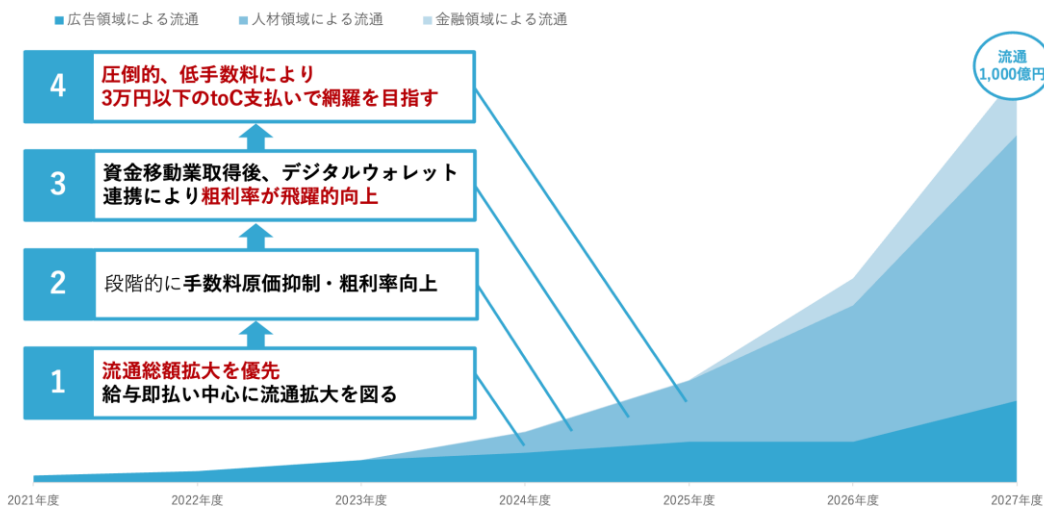 広告領域による流通 人材領域による流通 金融領域による流通
流通
1,000億円
4
圧倒的、低手数料により
3万円以下のtoC支払いで網羅を目指す
3
資金移動業取得後、デジタルウォレット
連携により粗利率が飛躍的向上
2
段階的に手数料原価抑制・粗利率向上
1
流通総額拡大を優先
給与即払い中心に流通拡大を図る
2021年度 2022年度 2023年度 2024年度 2025年度 2026年度 2027年度